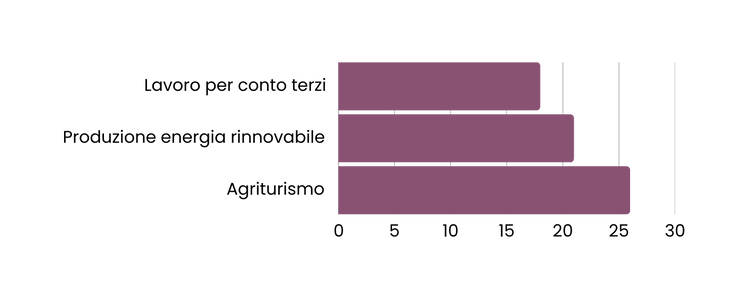 Lavoro per conto terzi
Produzione energia rinnovabile
Agriturismo
0 5 10 15 20 25 30